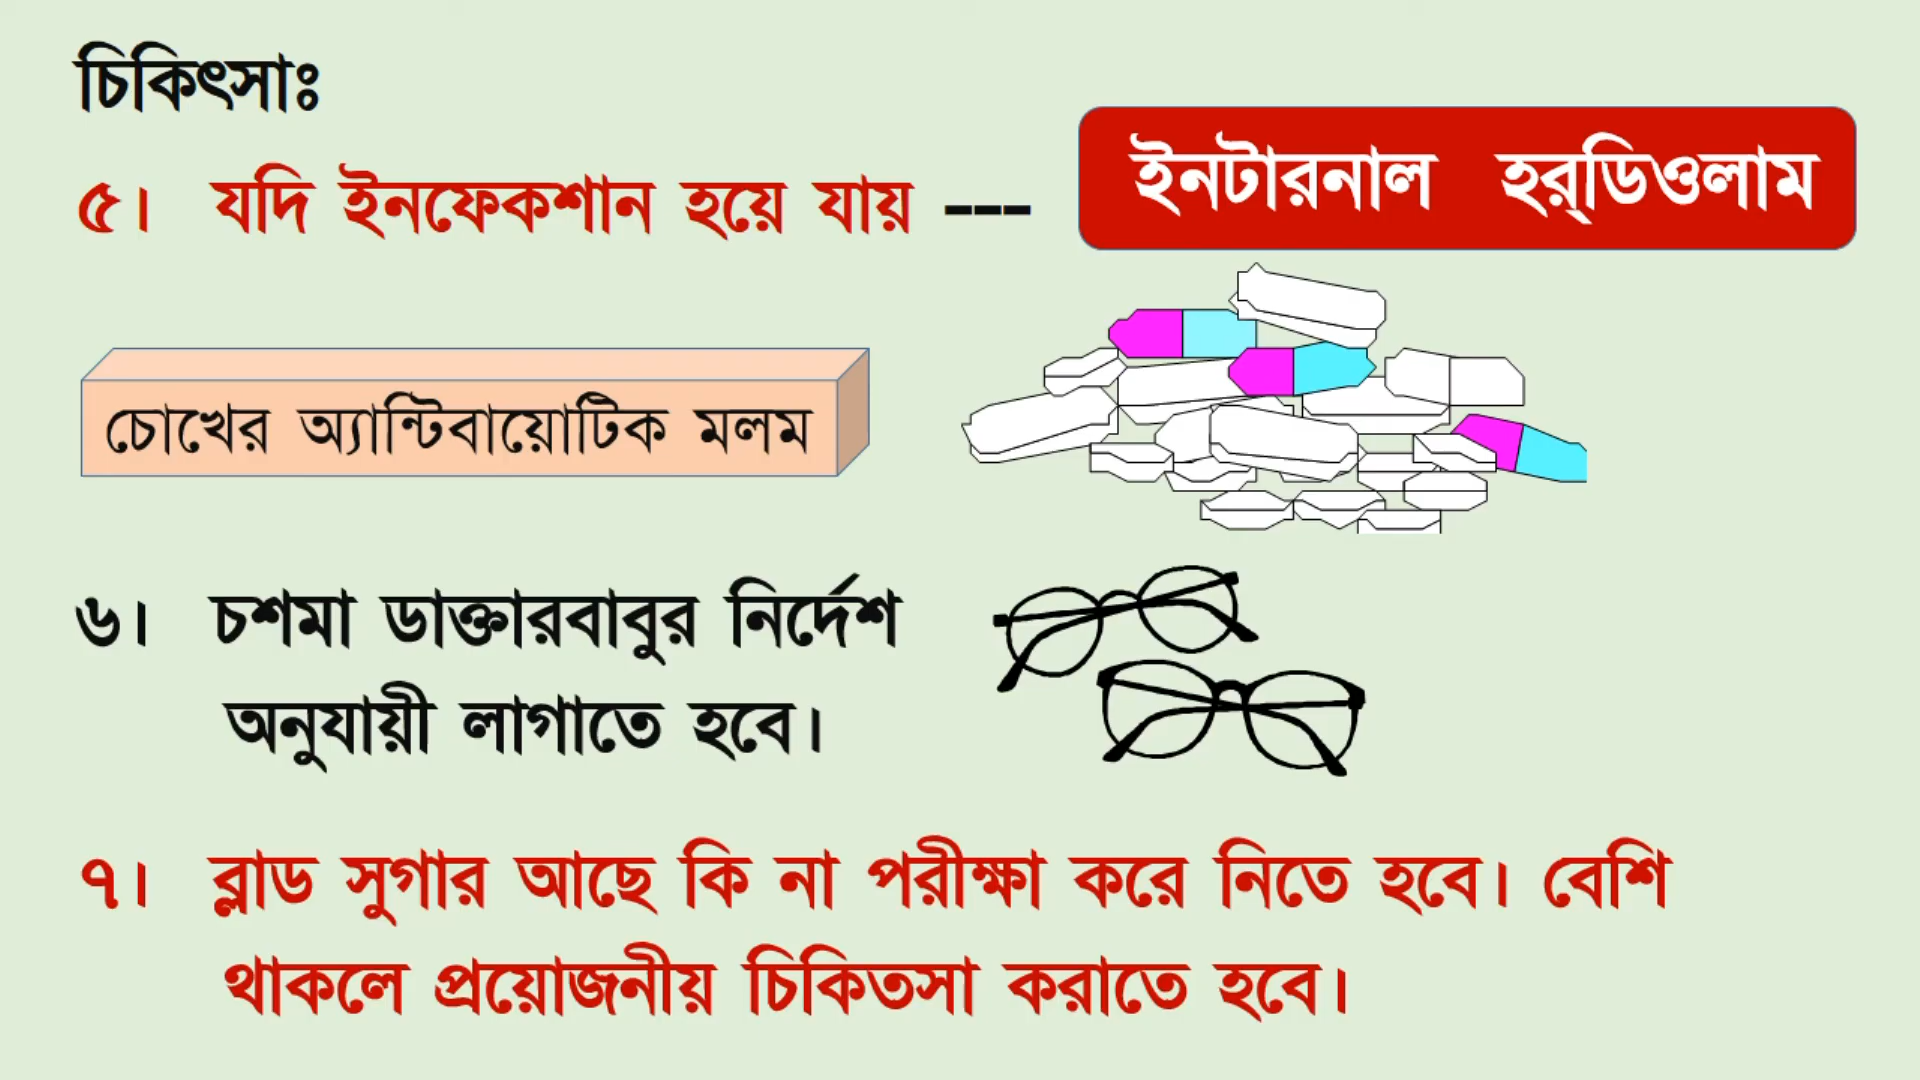 চিকিৎসাঃ
৫। যদি ইনফেকশান হয়ে যায় ---
ইনটারনাল হর্ডিওলাম
চোখের অ্যান্টিবায়োটিক মলম
৬। চশমা ডাক্তারবাবুর নির্দেশ
অনুযায়ী লাগাতে হবে।
৭। ব্লাড সুগার আছে কি না পরীক্ষা করে নিতে হবে। বেশি
থাকলে প্রয়োজনীয় চিকিতসা করাতে হবে।